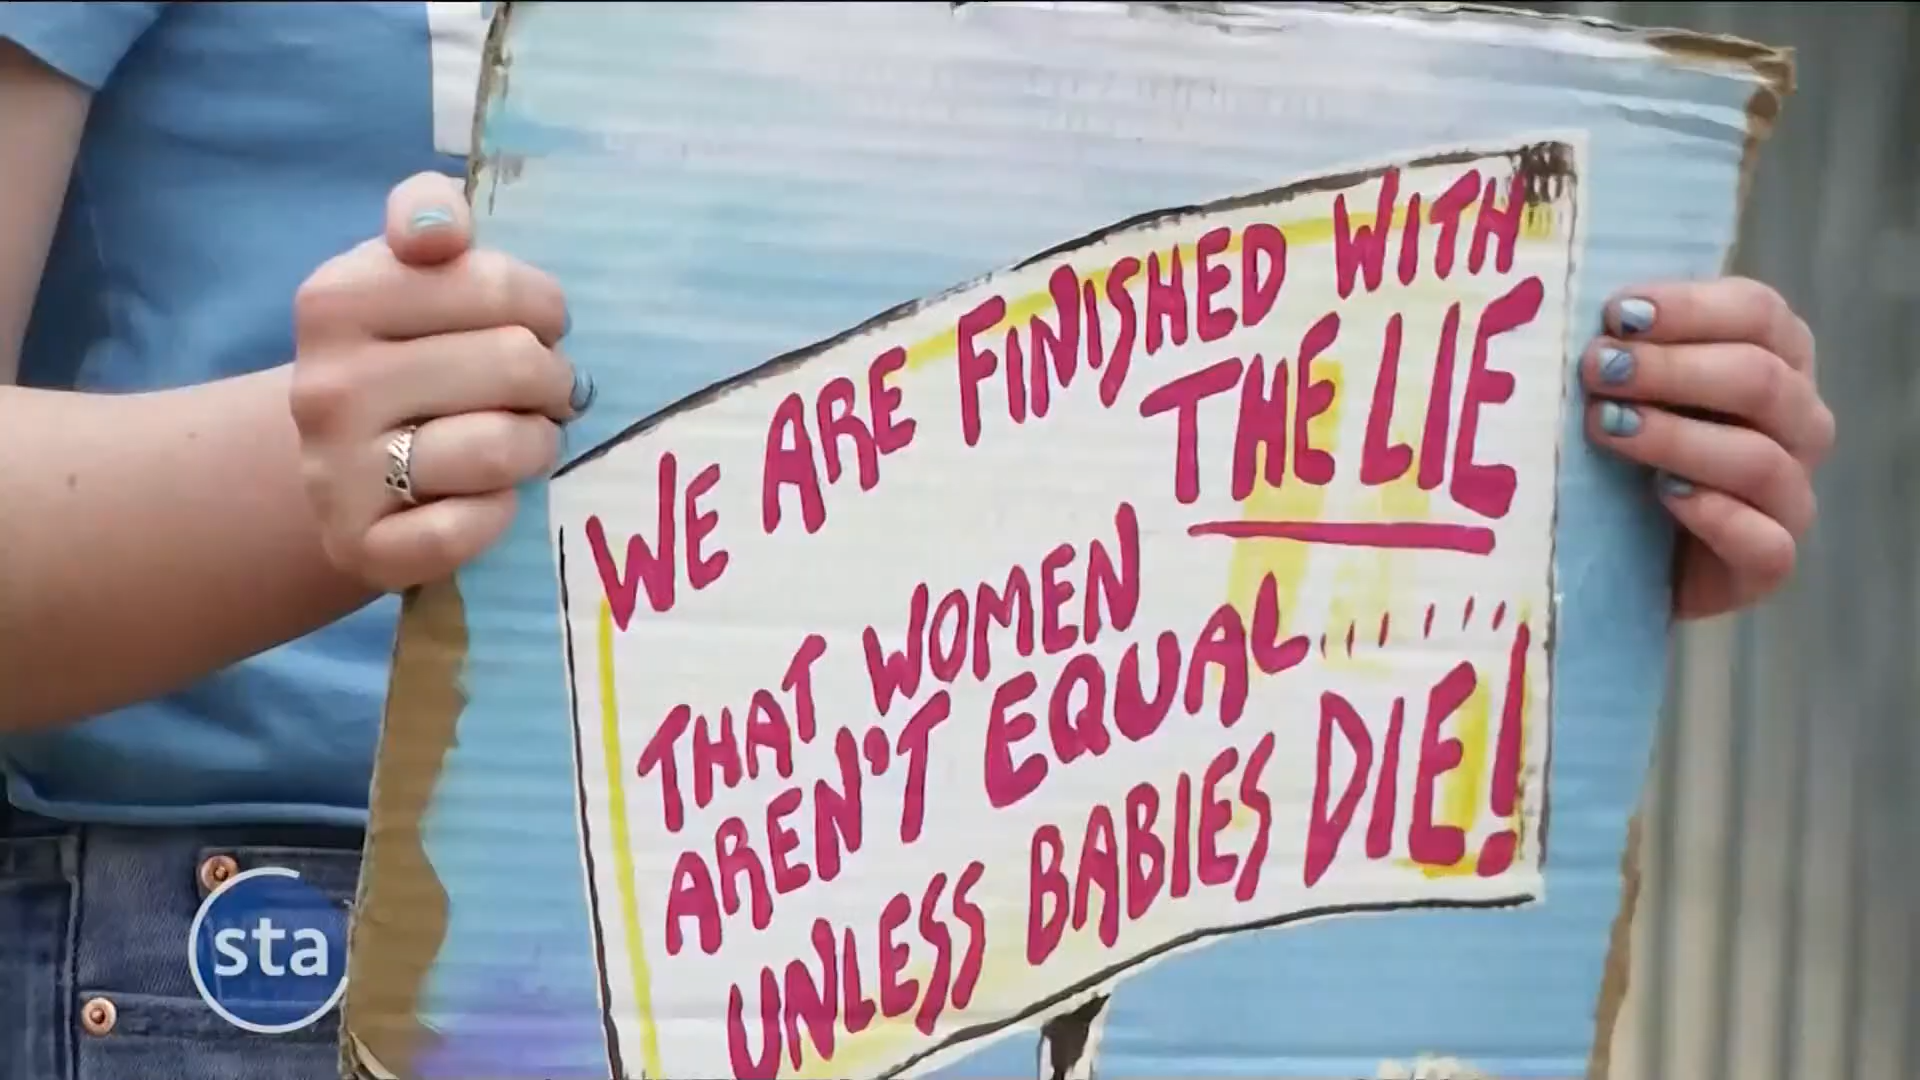 WE ARE FINISHED WITH
THE LIE
THAT WOMEN
AREN'T EQUAL......
UNLESS BABIES DIE!
sta